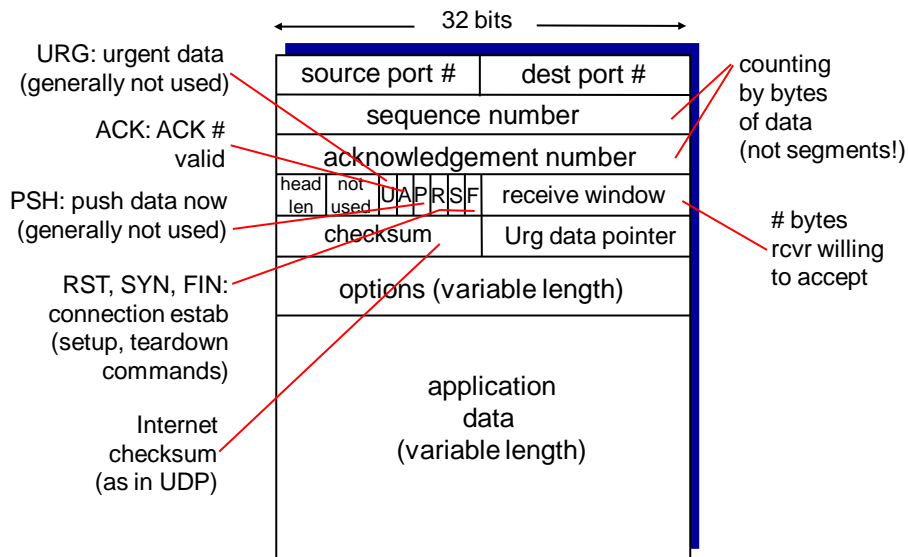 32 bits
URG: urgent data
(generally not used)
ACK: ACK #
valid
PSH: push data now
(generally not used)
RST, SYN, FIN:
connection estab
(setup, teardown
commands)
Internet
checksum
(as in UDP)
source port #
dest port #
sequence number
acknowledgement number
head
len
not
used
U
A
P
R
S
F
receive window
checksum
Urg data pointer
options (variable length)
application
data
(variable length)
counting
by bytes
of data
(not segments!)
# bytes
rcvr willing
to accept